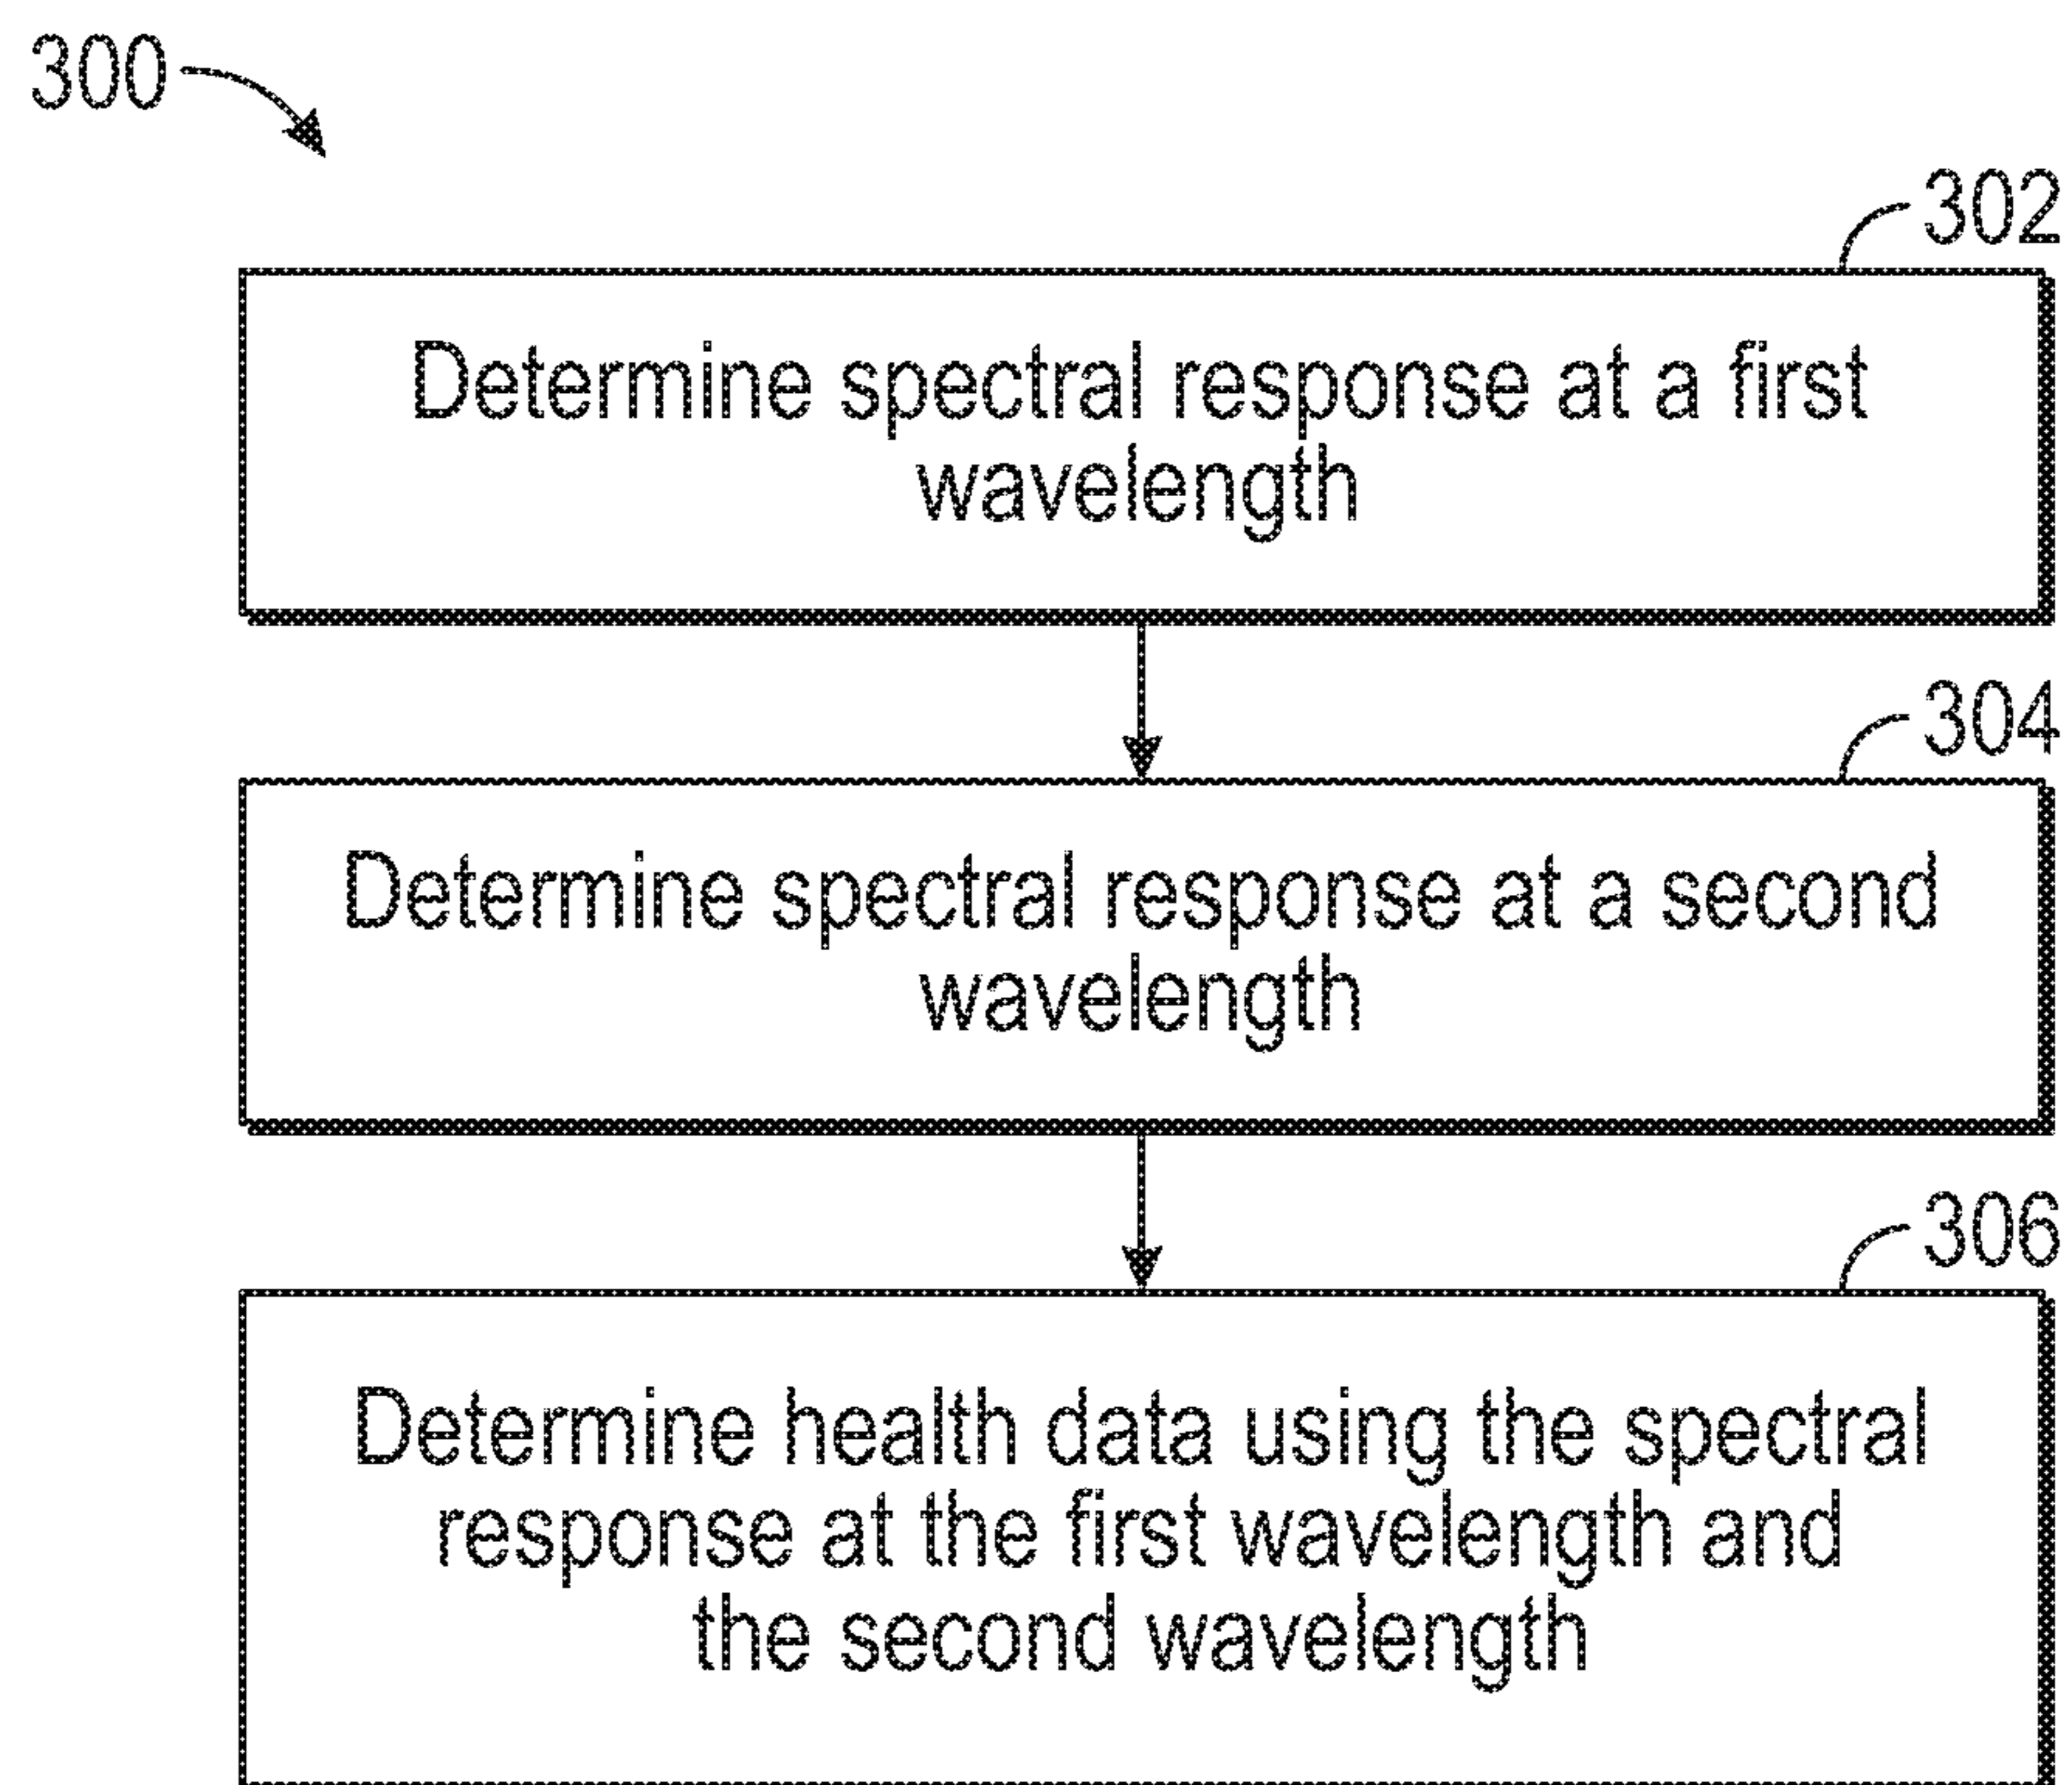 300
302
Determine spectral response at a first
wavelength
304
Determine spectral response at a second
wavelength
306
Determine health data using the spectral
response at the first wavelength and
the second wavelength